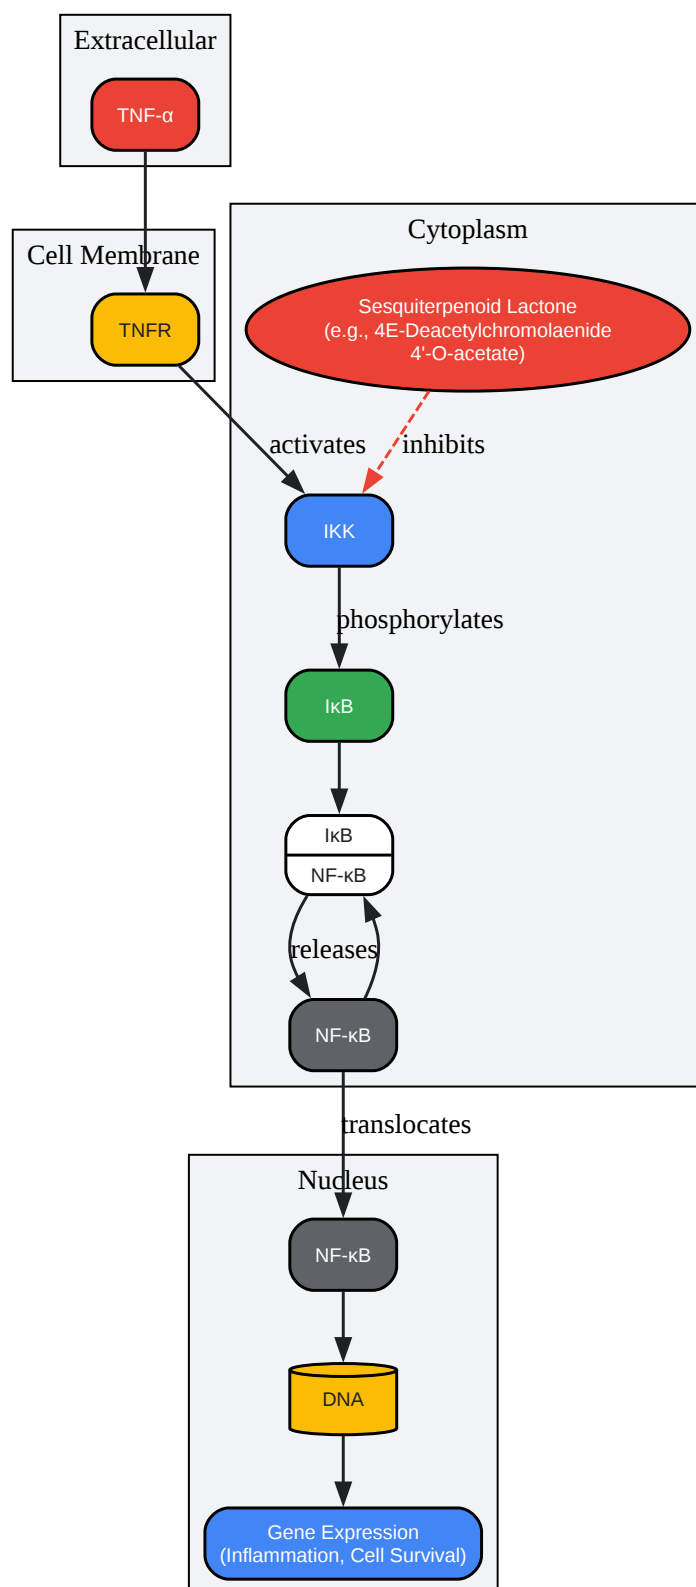 Extracellular
TNF-α
Cell Membrane
TNFR
Cytoplasm
Sesquiterpenoid Lactone
(e.g., 4E-Deacetylchromolaenide
4'-O-acetate)
activates
inhibits
IKK
phosphorylates
IκB
IκB
NF-κB
releases
NF-κB
translocates
Nucleus
NF-κB
DNA
Gene Expression
(Inflammation, Cell Survival)